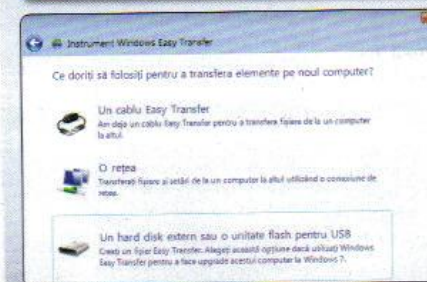 Instrument Windows Easy Transfer
Ce doriți să folosiți pentru a transfera elemente pe noul computer?
Un cablu Easy Transfer
Am deja un cablu Easy Transfer pentru a transfera fișiere de la un computer
la altul.
O rețea
Transferați fișiere și setări de la un computer la altul utilizând o conexiune de
rețea.
Un hard disk extern sau o unitate flash pentru USB
Creați un fișier Easy Transfer. Alegeți această opțiune dacă utilizați Windows
Easy Transfer pentru a face upgrade acestui computer la Windows 7.